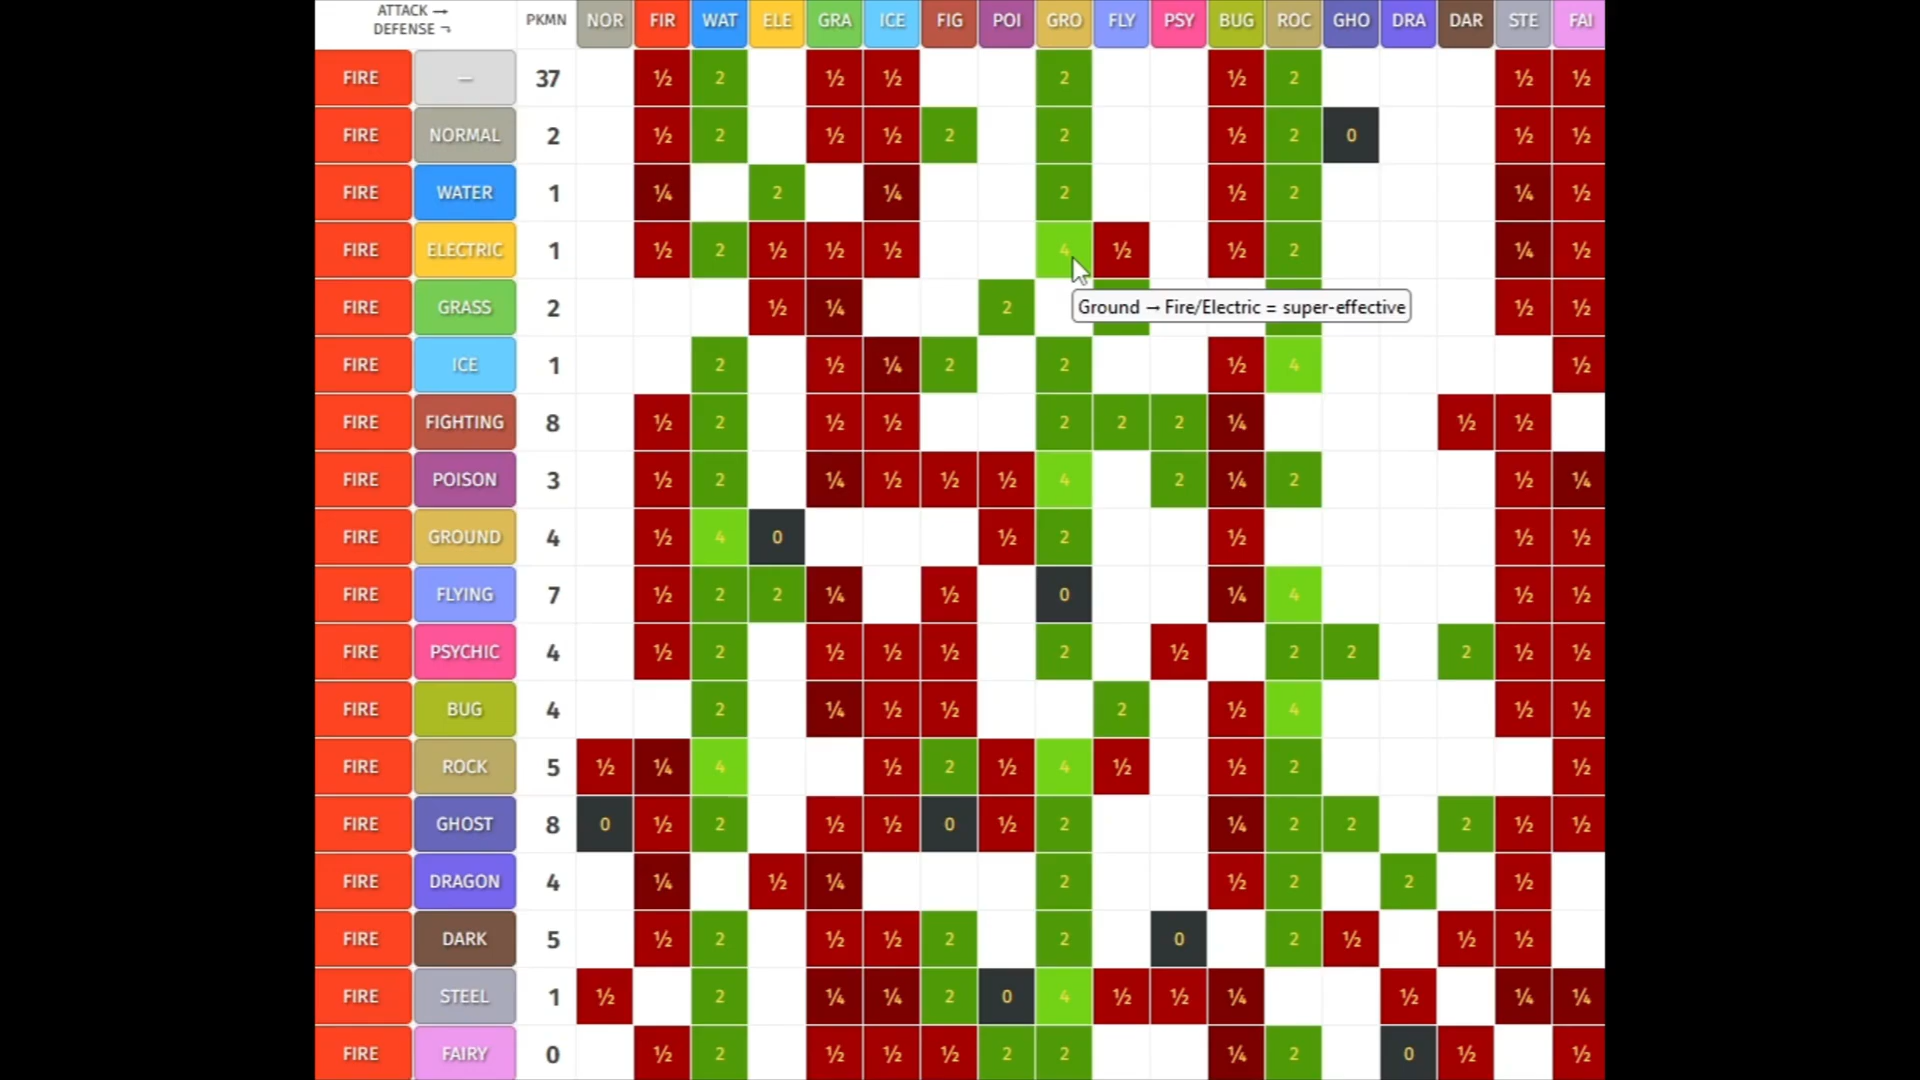 ATTACK → PKMN NOR FIR WAT ELE GRA ICE FIG POI GRO FLY PSY BUG ROC GHO DRA DAR STE FAI
DEFENSE ¬
FIRE — 37 ½ 2 ½ ½ 2 ½ 2 ½ ½
FIRE NORMAL 2 ½ 2 ½ ½ 2 2 ½ 2 0 ½ ½
FIRE WATER 1 ¼ 2 ¼ 2 ½ 2 ¼ ½
FIRE ELECTRIC 1 ½ 2 ½ ½ ½ 4 ½ ½ 2 ¼ ½
FIRE GRASS 2 ½ ¼ 2 Ground → Fire/Electric = super-effective ½ ½
FIRE ICE 1 2 ½ ¼ 2 2 ½ 4 ½
FIRE FIGHTING 8 ½ 2 ½ ½ 2 2 2 ¼ ½ ½
FIRE POISON 3 ½ 2 ¼ ½ ½ ½ 4 2 ¼ 2 ½ ¼
FIRE GROUND 4 ½ 4 0 ½ 2 ½ ½ ½
FIRE FLYING 7 ½ 2 2 ¼ ½ 0 ¼ 4 ½ ½
FIRE PSYCHIC 4 ½ 2 ½ ½ ½ 2 ½ 2 2 2 ½ ½
FIRE BUG 4 2 ¼ ½ ½ 2 ½ 4 ½ ½
FIRE ROCK 5 ½ ¼ 4 ½ 2 ½ 4 ½ ½ 2 ½
FIRE GHOST 8 0 ½ 2 ½ ½ 0 ½ 2 ¼ 2 2 2 ½ ½
FIRE DRAGON 4 ¼ ½ ¼ 2 ½ 2 2 ½
FIRE DARK 5 ½ 2 ½ ½ 2 2 0 2 ½ ½ ½
FIRE STEEL 1 ½ 2 ¼ ¼ 2 0 4 ½ ½ ¼ ½ ¼ ¼
FIRE FAIRY 0 ½ 2 ½ ½ ½ 2 2 ¼ 2 0 ½ ½